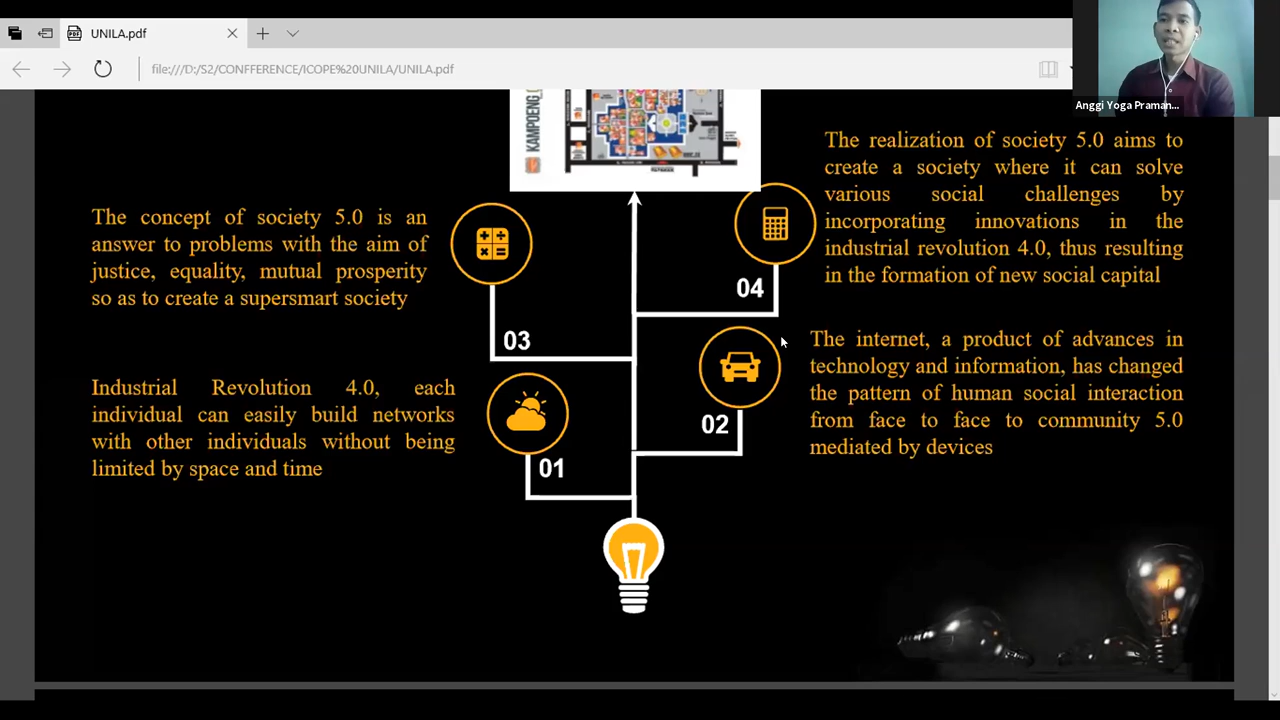 UNILA.pdf
file:///D:/S2/CONFFERENCE/ICOPE%20UNILA/UNILA.pdf
Anggi Yoga Praman...
KAMPOENG
The concept of society 5.0 is an
answer to problems with the aim of
justice, equality, mutual prosperity
so as to create a supersmart society
03
The realization of society 5.0 aims to
create a society where it can solve
various social challenges by
incorporating innovations in the
industrial revolution 4.0, thus resulting
in the formation of new social capital
04
Industrial Revolution 4.0, each
individual can easily build networks
with other individuals without being
limited by space and time
01
The internet, a product of advances in
technology and information, has changed
the pattern of human social interaction
from face to face to community 5.0
mediated by devices
02